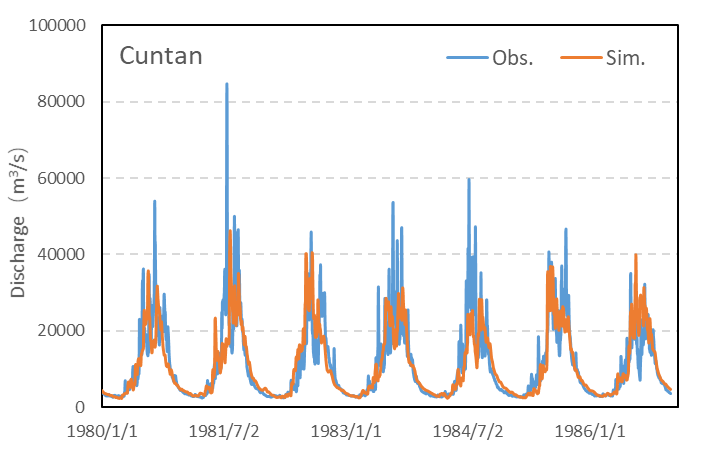 100000
Cuntan
Obs.
Sim.
80000
60000
40000
20000
0
Discharge（m³/s）
1980/1/1
1981/7/2
1983/1/1
1984/7/2
1986/1/1